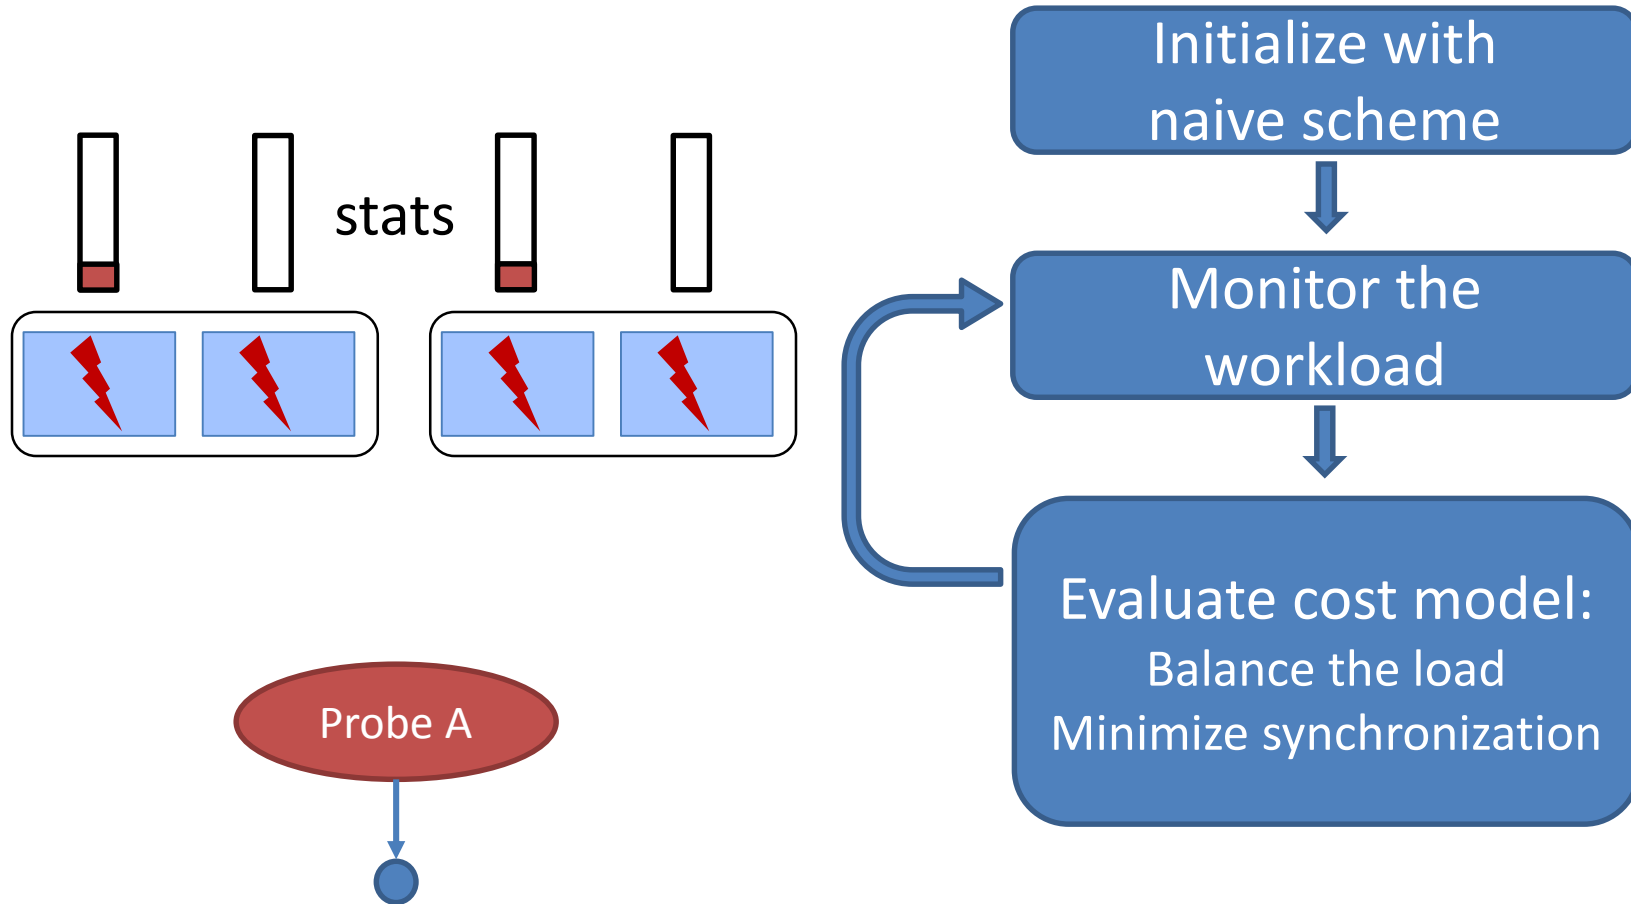 stats
Probe A
Initialize with
naive scheme
Monitor the
workload
Evaluate cost model:
Balance the load
Minimize synchronization